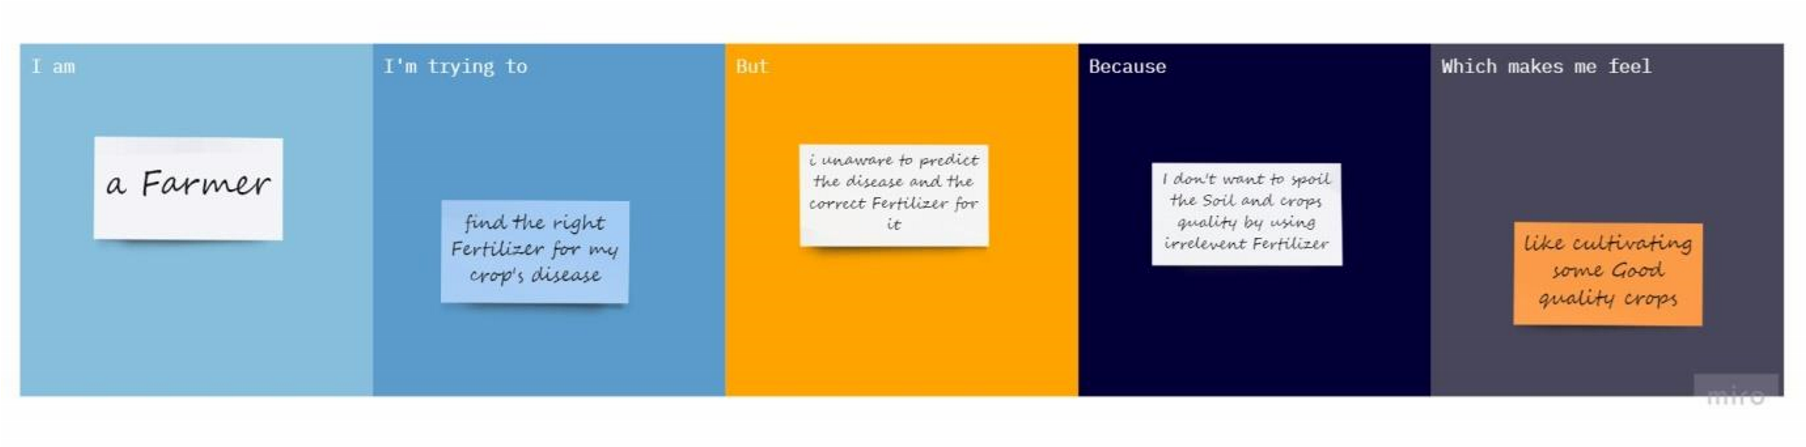 I am
a Farmer
I'm trying to
find the right
Fertilizer for my
crop's disease
But
i unaware to predict
the disease and the
correct Fertilizer for
it
Because
I don't want to spoil
the Soil and crops
quality by using
irrelevent Fertilizer
Which makes me feel
like cultivating
some Good
quality crops
miro